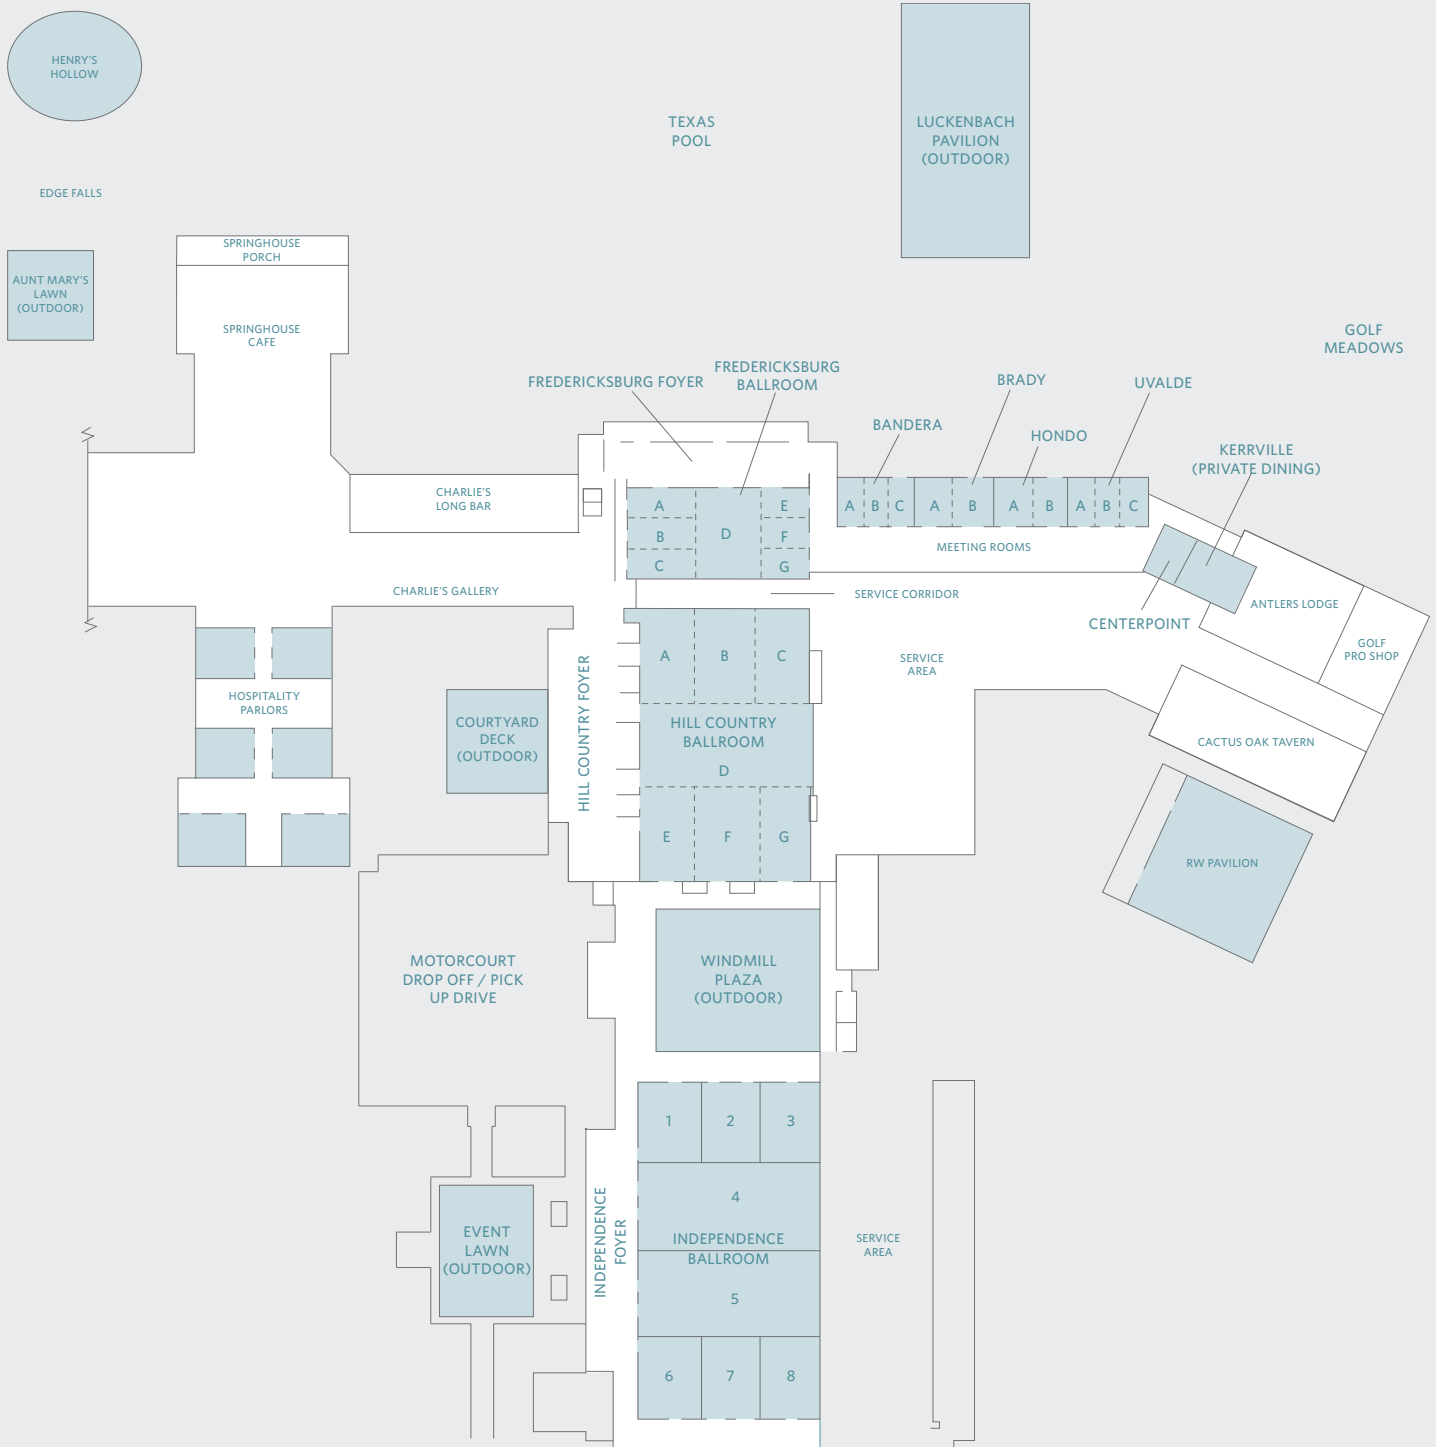 HENRY'S
HOLLOW
TEXAS
POOL
LUCKENBACH
PAVILION
(OUTDOOR)
EDGE FALLS
SPRINGHOUSE
PORCH
AUNT MARY'S
LAWN
(OUTDOOR)
SPRINGHOUSE
CAFE
GOLF
MEADOWS
FREDERICKSBURG FOYER
FREDERICKSBURG
BALLROOM
BRADY
UVALDE
BANDERA
HONDO
KERRVILLE
(PRIVATE DINING)
CHARLIE'S
LONG BAR
A
B
C
D
E
F
G
A B C A B A B A B C
MEETING ROOMS
CHARLIE'S GALLERY
SERVICE CORRIDOR
ANTLERS LODGE
CENTERPOINT
GOLF
PRO SHOP
HOSPITALITY
PARLORS
COURTYARD
DECK
(OUTDOOR)
HILL COUNTRY FOYER
A B C
HILL COUNTRY
BALLROOM
D
E F G
SERVICE
AREA
CACTUS OAK TAVERN
RW PAVILION
MOTORCOURT
DROP OFF / PICK
UP DRIVE
WINDMILL
PLAZA
(OUTDOOR)
1 2 3
4
INDEPENDENCE
BALLROOM
5
6 7 8
INDEPENDENCE
FOYER
EVENT
LAWN
(OUTDOOR)
SERVICE
AREA